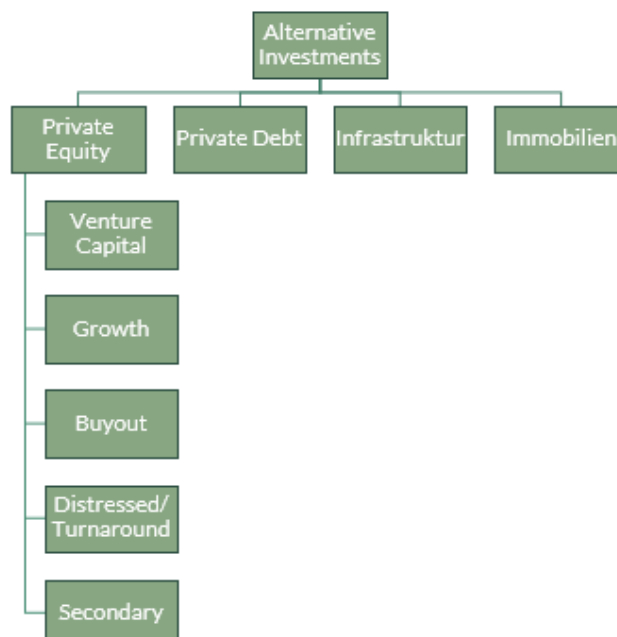 Alternative
Investments
Private
Equity
Private Debt
Infrastruktur
Immobilien
Venture
Capital
Growth
Buyout
Distressed/
Turnaround
Secondary